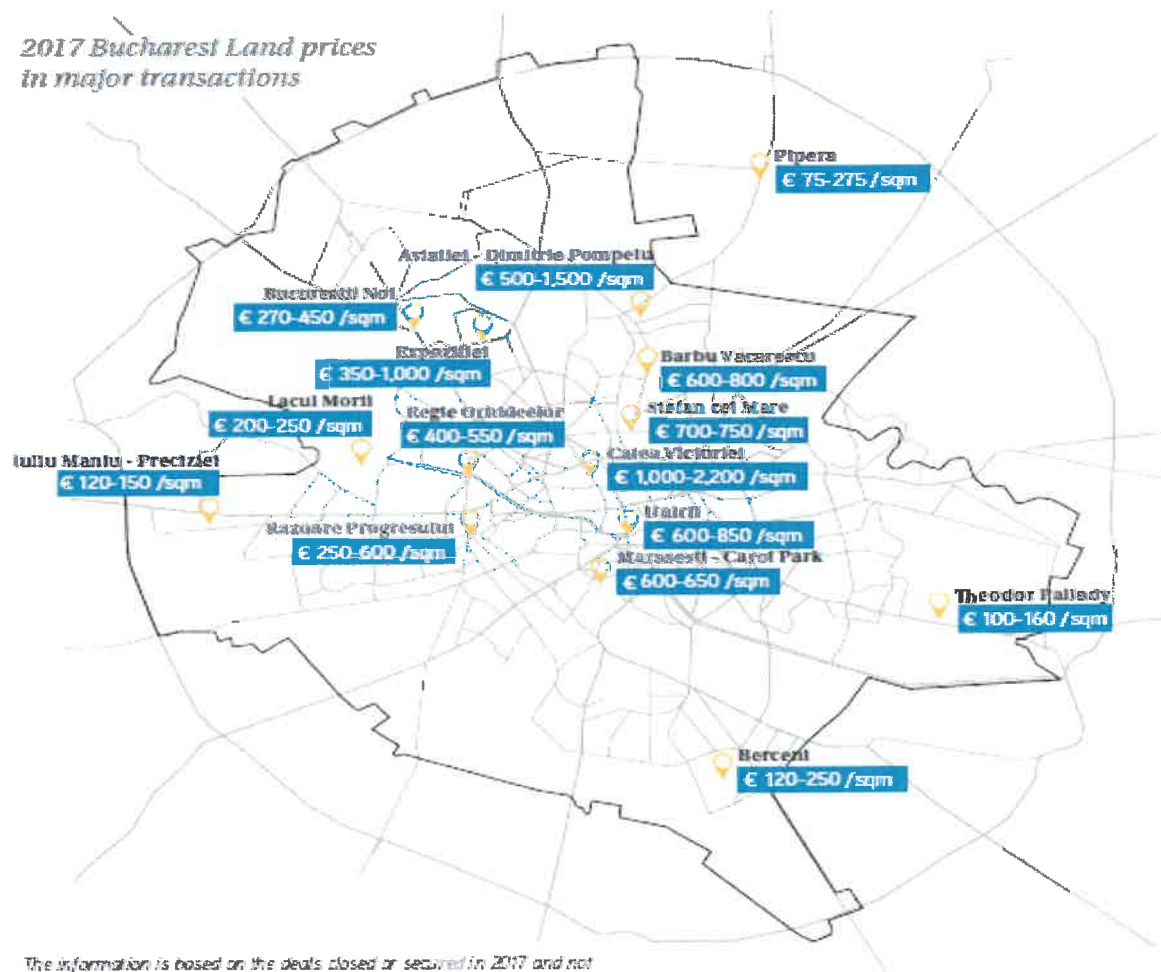 2017 Bucharest Land prices
in major transactions
Pipera
€ 75-275 /sqm
Aviatiei - Dimitrie Pompeiu
€ 500-1,500 /sqm
Bucurestii Noi
€ 270-450 /sqm
Expozitiei
€ 350-1,000 /sqm
Barbu Vacarescu
€ 600-800 /sqm
Lacul Morii
€ 200-250 /sqm
Regie Orhideelor
€ 400-550 /sqm
Stefan cel Mare
€ 700-750 /sqm
Iuliu Maniu - Preciziei
€ 120-150 /sqm
Calea Victoriei
€ 1,000-2,200 /sqm
Razoare Progresului
€ 250-600 /sqm
Unirii
€ 600-850 /sqm
Marasesti - Carol Park
€ 600-650 /sqm
Theodor Pallady
€ 100-160 /sqm
Berceni
€ 120-250 /sqm
The information is based on the deals closed or secured in 2017 and not